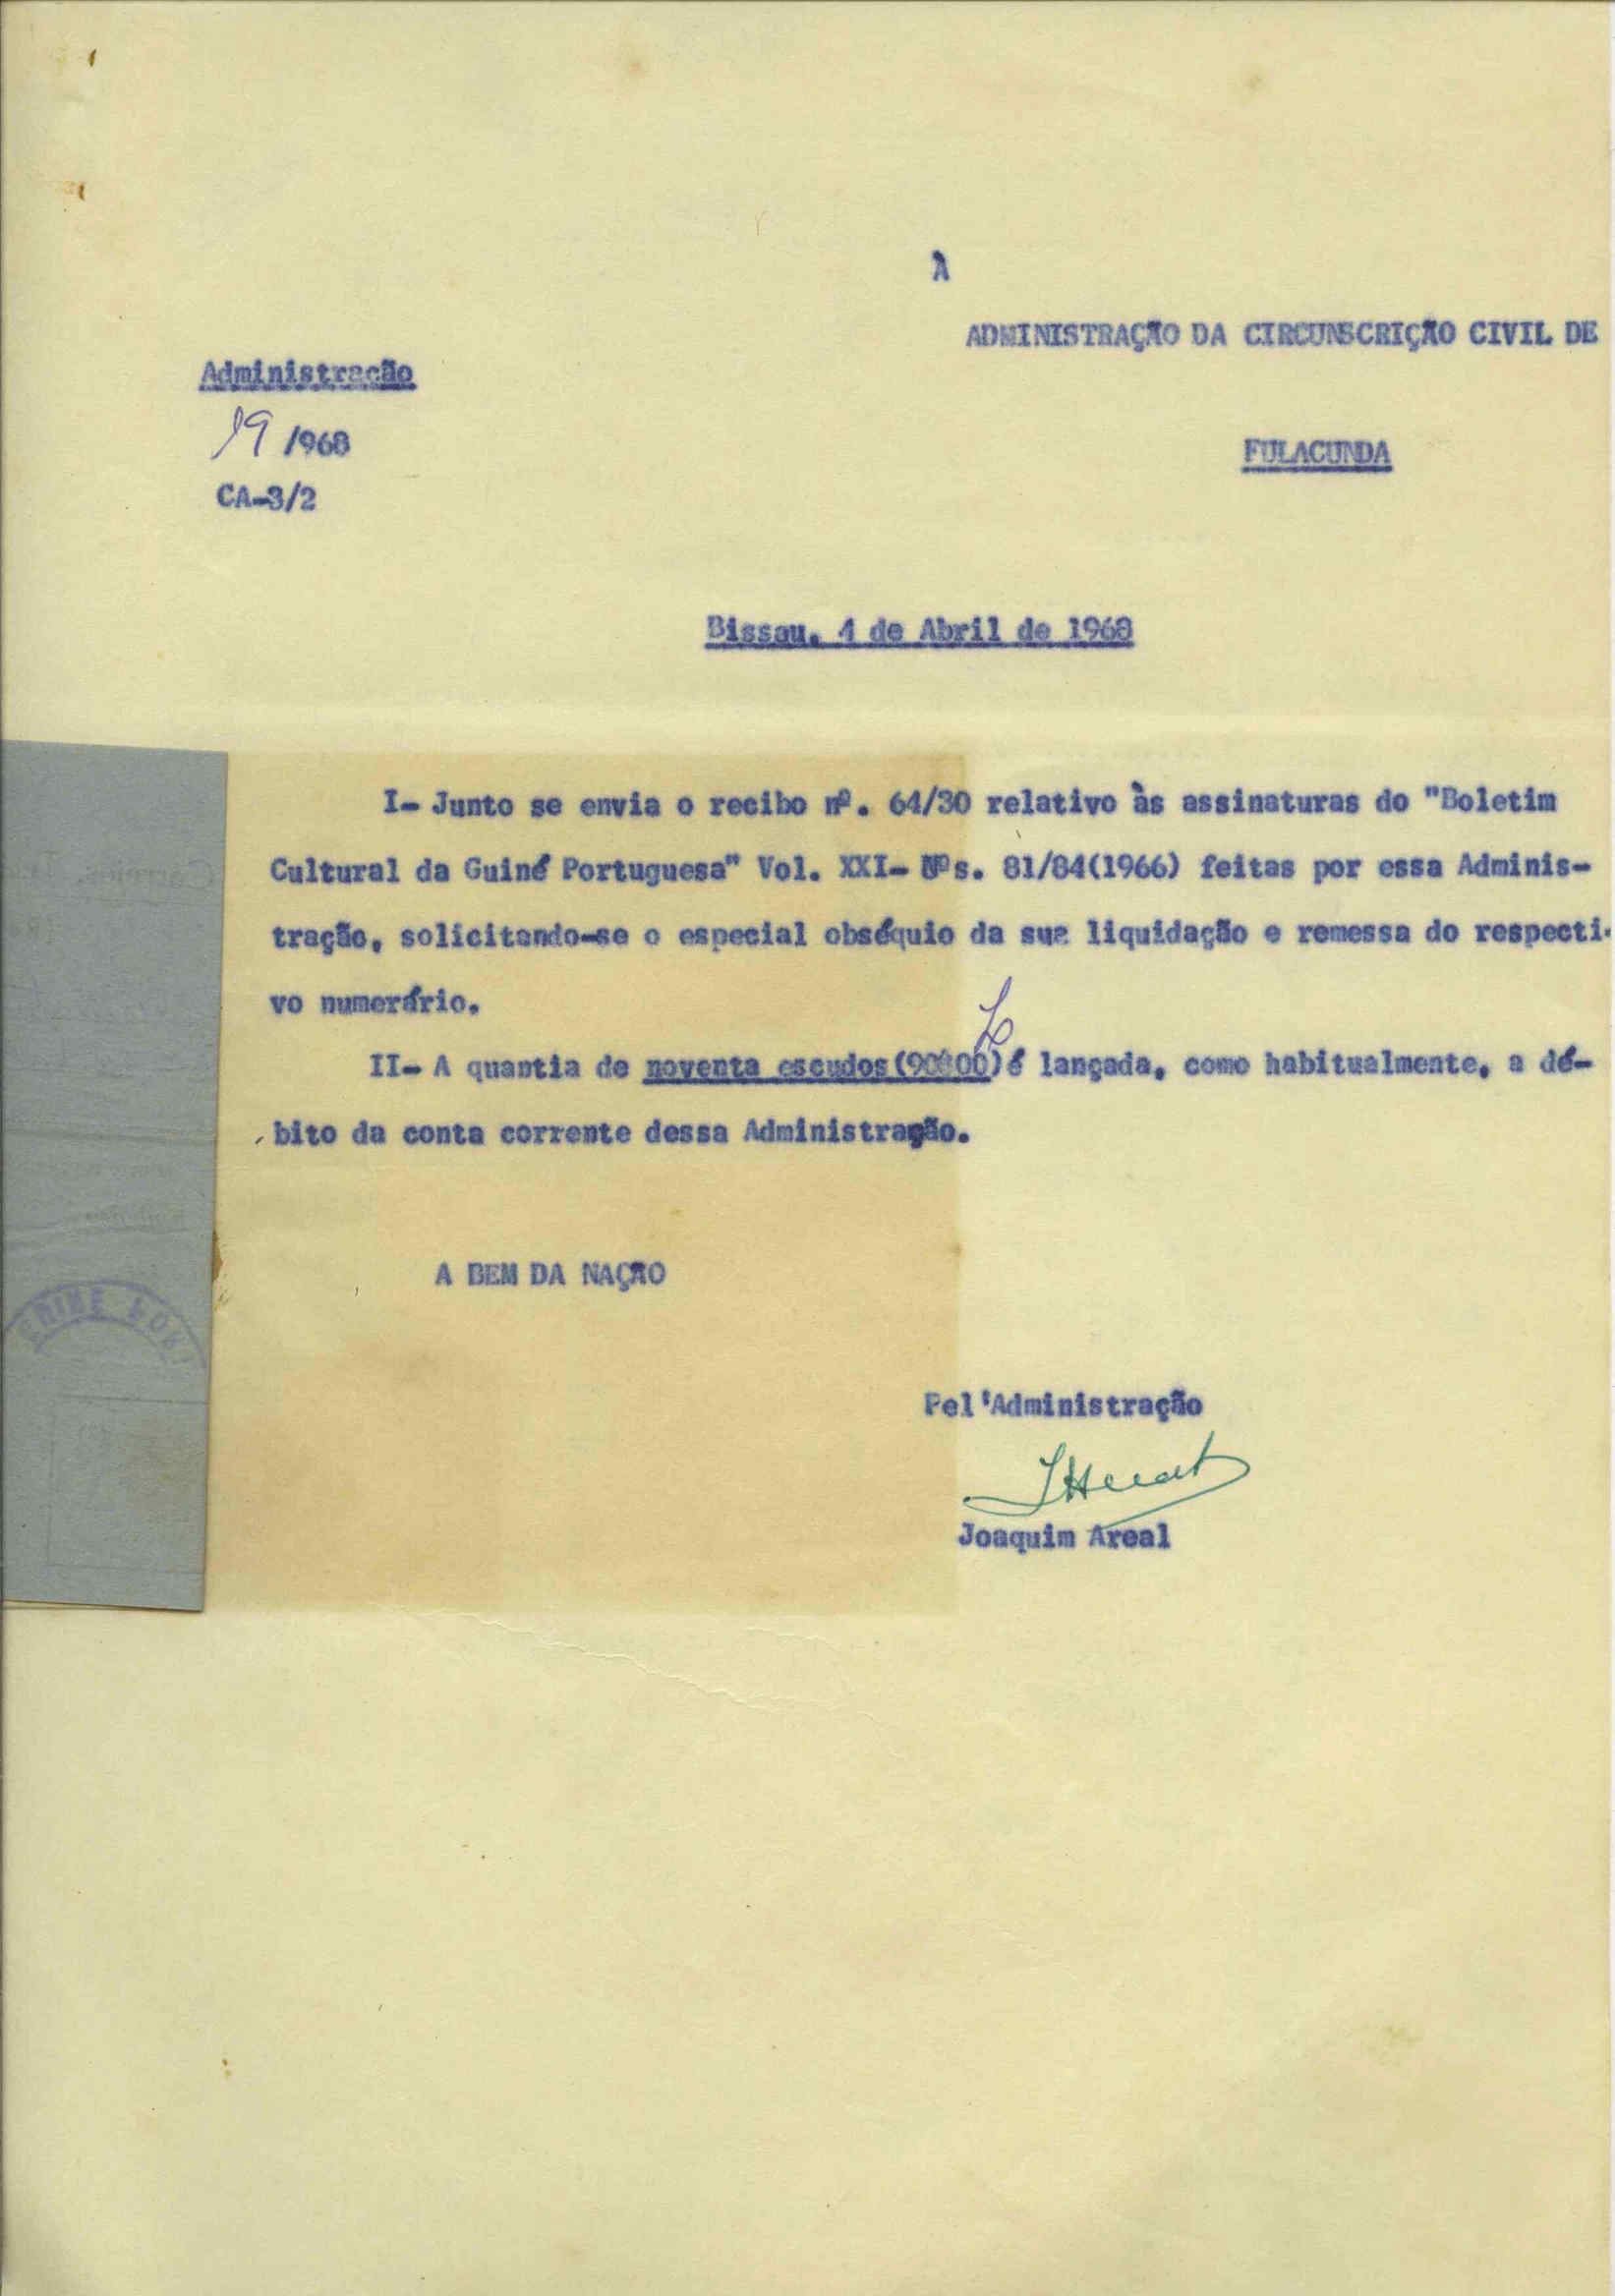 À
ADMINISTRAÇÃO DA CIRCUNSCRIÇÃO CIVIL DE
Administração
19/968
FULACUNDA
CA-3/2
Bissau, 1 de Abril de 1968
I- Junto se envia o recibo nº. 64/30 relativo às assinaturas do "Boletim
Cultural da Guiné Portuguesa" Vol. XXI- Nºs. 81/84(1966) feitas por essa Adminis-
tração, solicitando-se o especial obséquio da sua liquidação e remessa do respecti-
vo numerário.
II- A quantia de noventa escudos(90$00)é lançada, como habitualmente, a dé-
bito da conta corrente dessa Administração.
A BEM DA NAÇÃO
Pel'Administração
Joaquim Areal